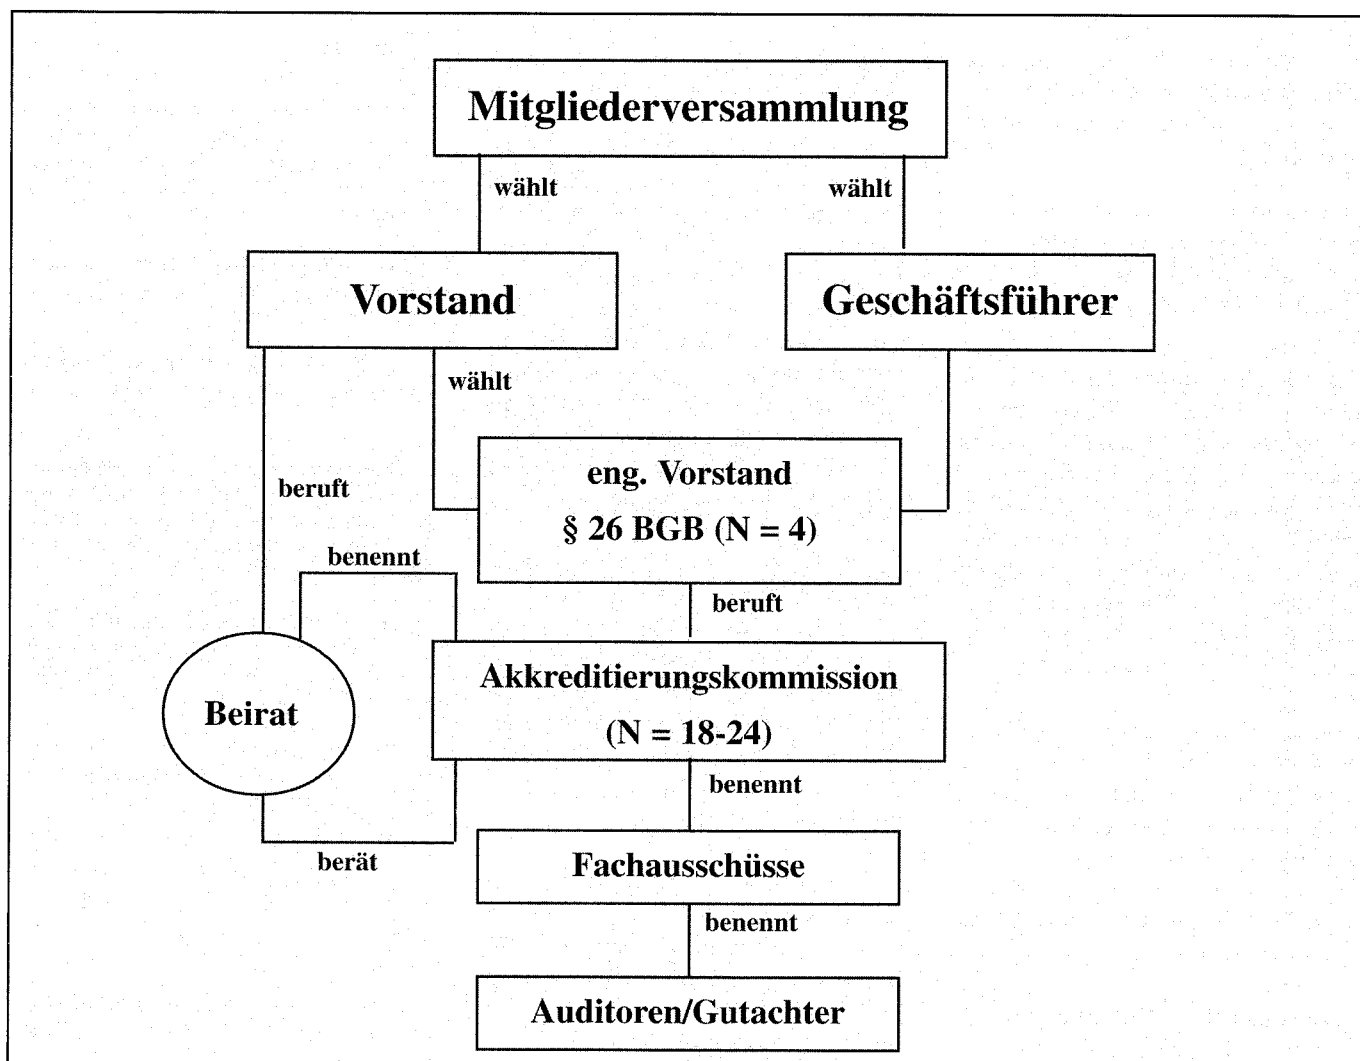 Mitgliederversammlung
wählt
wählt
Vorstand
Geschäftsführer
wählt
eng. Vorstand
§ 26 BGB (N = 4)
beruft
benennt
beruft
Akkreditierungskommission
(N = 18-24)
Beirat
benennt
berät
Fachausschüsse
benennt
Auditoren/Gutachter